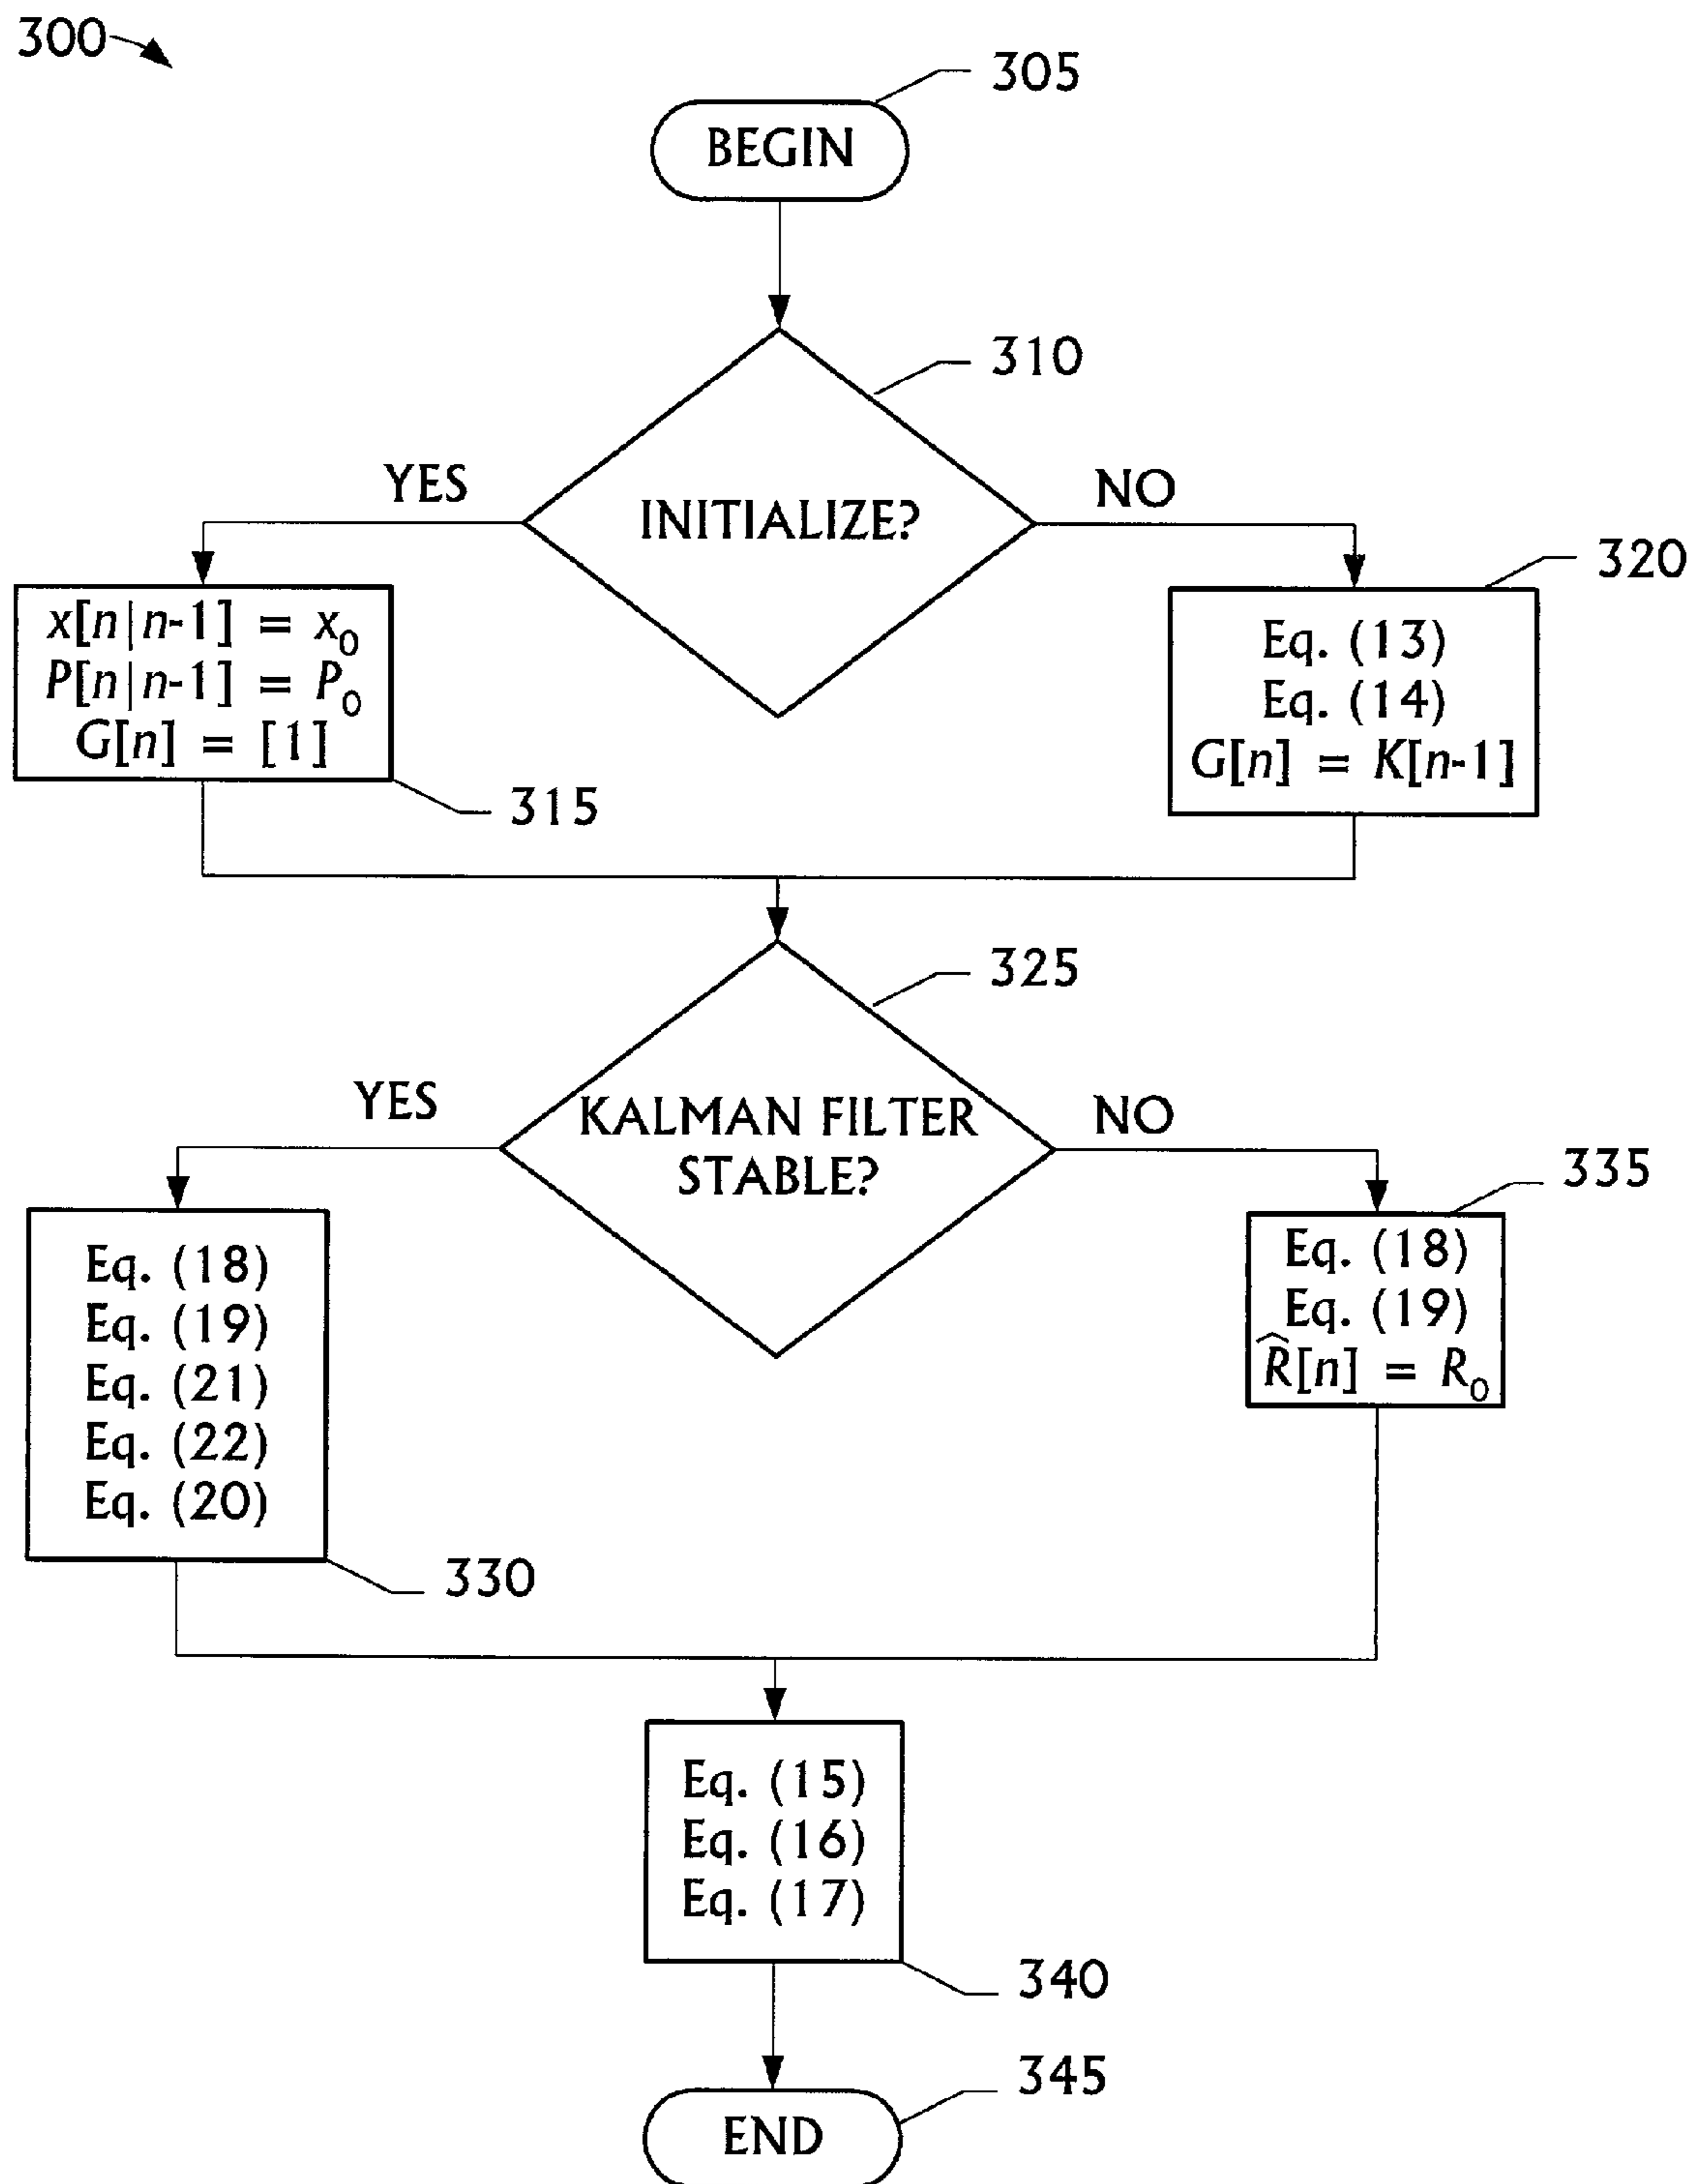 300
305
BEGIN
310
YES
INITIALIZE?
NO
320
x[n|n-1] = x₀
P[n|n-1] = P₀
G[n] = [1]
315
Eq. (13)
Eq. (14)
G[n] = K[n-1]
325
YES
KALMAN FILTER
STABLE?
NO
335
Eq. (18)
Eq. (19)
Eq. (21)
Eq. (22)
Eq. (20)
330
Eq. (18)
Eq. (19)
R̂[n] = R₀
Eq. (15)
Eq. (16)
Eq. (17)
340
345
END